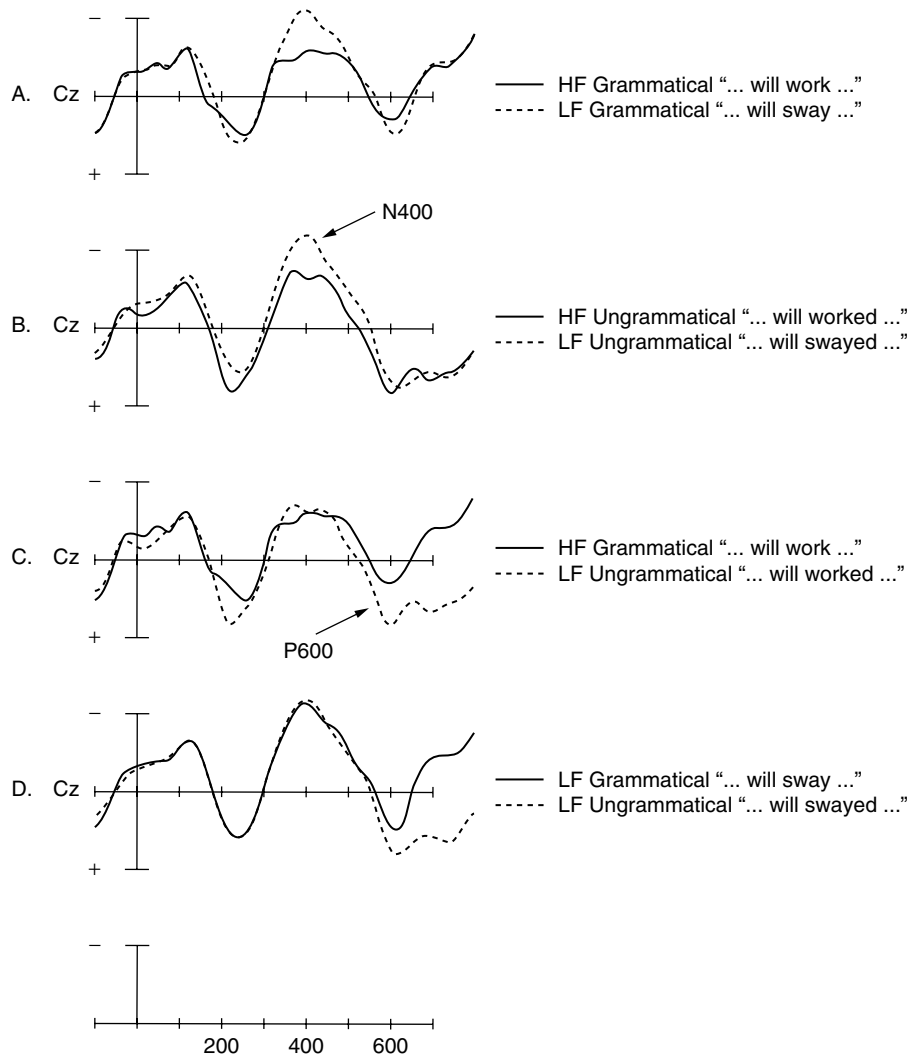 −
A. Cz
HF Grammatical “... will work ...”
LF Grammatical “... will sway ...”
+
N400
−
B. Cz
HF Ungrammatical “... will worked ...”
LF Ungrammatical “... will swayed ...”
+
−
C. Cz
HF Grammatical “... will work ...”
LF Ungrammatical “... will worked ...”
+
P600
−
D. Cz
LF Grammatical “... will sway ...”
LF Ungrammatical “... will swayed ...”
+
−
200 400 600